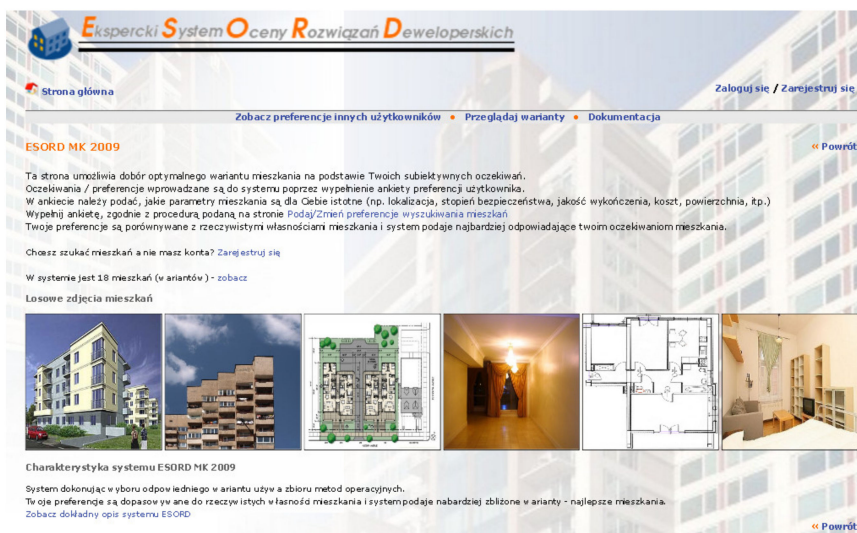 Ekspercki System Oceny Rozwiązań Deweloperskich
Strona główna
Zaloguj się / Zarejestruj się
Zobacz preferencje innych użytkowników • Przeglądaj warianty • Dokumentacja
ESORD MK 2009
« Powrót
Ta strona umożliwia dobór optymalnego wariantu mieszkania na podstawie Twoich subiektywnych oczekiwań.
Oczekiwania / preferencje wprowadzane są do systemu poprzez wypełnienie ankiety preferencji użytkownika.
W ankiecie należy podać, jakie parametry mieszkania są dla Ciebie istotne (np. lokalizacja, stopień bezpieczeństwa, jakość wykończenia, koszt, powierzchnia, itp.)
Wypełnij ankietę, zgodnie z procedurą podaną na stronie Podaj/Zmień preferencje wyszukiwania mieszkań
Twoje preferencje są porównywane z rzeczywistymi własnościami mieszkania i system podaje najbardziej odpowiadające twoim oczekiwaniom mieszkania.
Chcesz szukać mieszkań a nie masz konta? Zarejestruj się
W systemie jest 18 mieszkań (wariantów) - zobacz
Losowe zdjęcia mieszkań
Charakterystyka systemu ESORD MK 2009
System dokonując wyboru odpowiedniego wariantu używa zbioru metod operacyjnych.
Twoje preferencje są dopasowywane do rzeczywistych własności mieszkania i system podaje nabardziej zbliżone warianty - najlepsze mieszkania.
Zobacz dokładny opis systemu ESORD
« Powrót